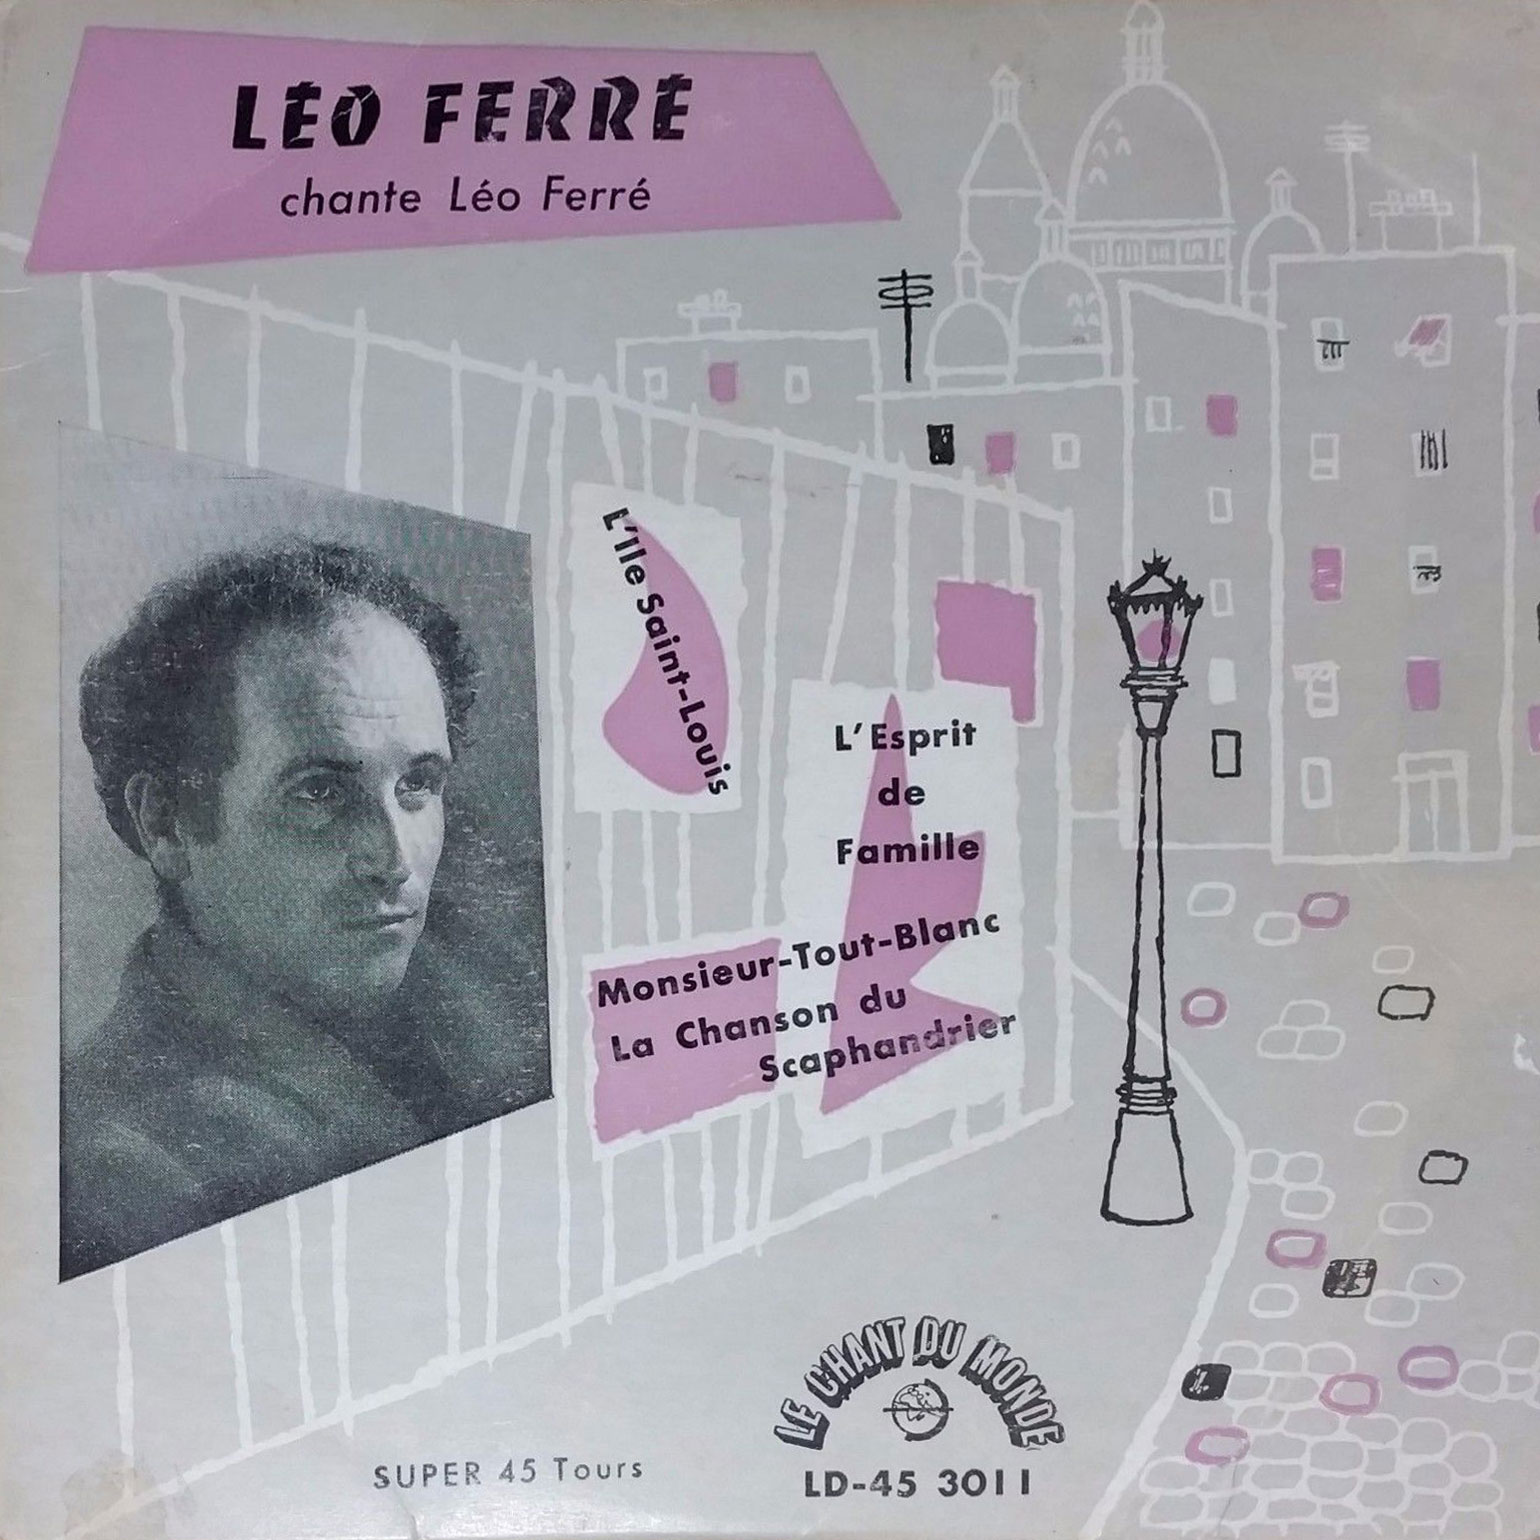 LÉO FERRÉ
chante Léo Ferré
L'Ile Saint-Louis
L'Esprit
de
Famille
Monsieur-Tout-Blanc
La Chanson du
Scaphandrier
LE CHANT DU MONDE
SUPER 45 Tours
LD-45 3011